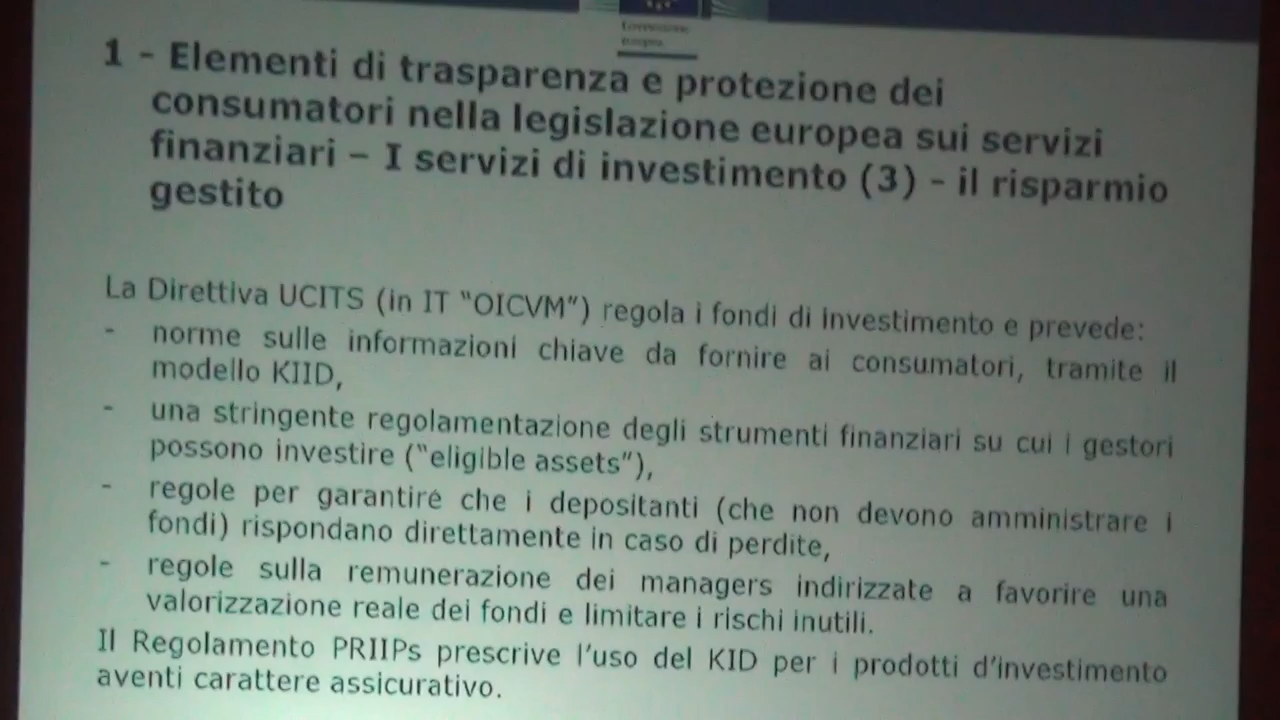 1 - Elementi di trasparenza e protezione dei
consumatori nella legislazione europea sui servizi
finanziari – I servizi di investimento (3) - il risparmio
gestito
La Direttiva UCITS (in IT “OICVM”) regola i fondi di investimento e prevede:
- norme sulle informazioni chiave da fornire ai consumatori, tramite il
modello KIID,
- una stringente regolamentazione degli strumenti finanziari su cui i gestori
possono investire (“eligible assets”),
- regole per garantire che i depositanti (che non devono amministrare i
fondi) rispondano direttamente in caso di perdite,
- regole sulla remunerazione dei managers indirizzate a favorire una
valorizzazione reale dei fondi e limitare i rischi inutili.
Il Regolamento PRIIPs prescrive l’uso del KID per i prodotti d’investimento
aventi carattere assicurativo.